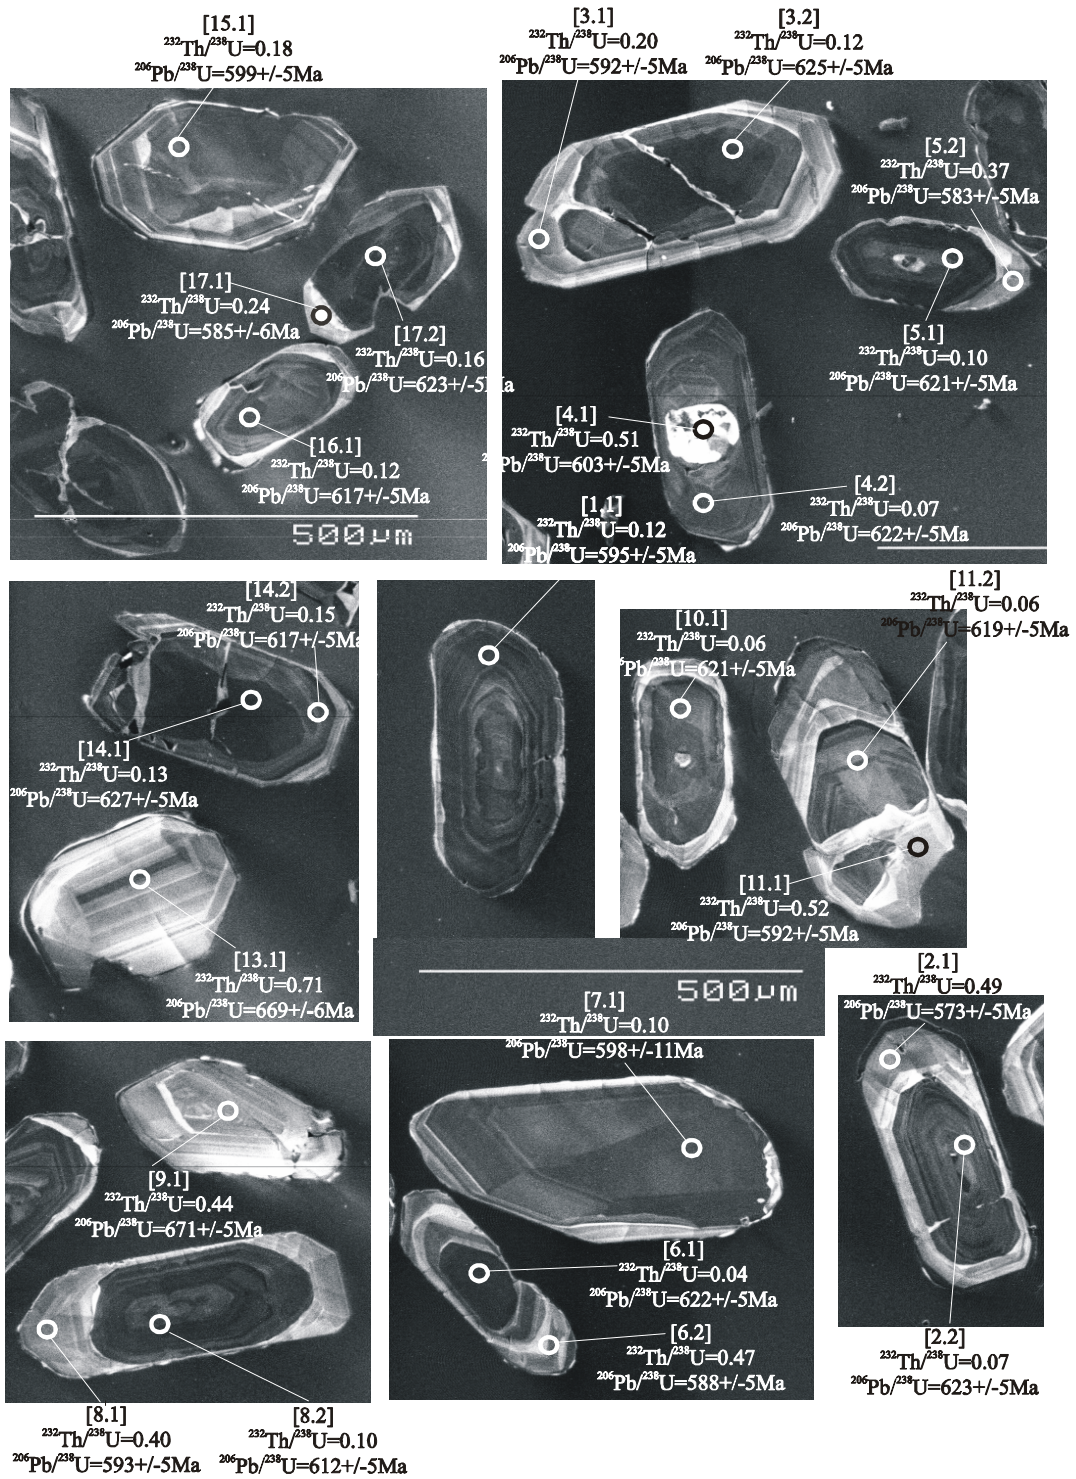 [15.1]
²³²Th/²³⁸U=0.18
²⁰⁶Pb/²³⁸U=599+/-5Ma
[3.1]
²³²Th/²³⁸U=0.20
²⁰⁶Pb/²³⁸U=592+/-5Ma
[3.2]
²³²Th/²³⁸U=0.12
²⁰⁶Pb/²³⁸U=625+/-5Ma
[5.2]
²³²Th/²³⁸U=0.37
²⁰⁶Pb/²³⁸U=583+/-5Ma
[17.1]
²³²Th/²³⁸U=0.24
²⁰⁶Pb/²³⁸U=585+/-6Ma
[17.2]
²³²Th/²³⁸U=0.16
²⁰⁶Pb/²³⁸U=623+/-5Ma
[5.1]
²³²Th/²³⁸U=0.10
²⁰⁶Pb/²³⁸U=621+/-5Ma
[16.1]
²³²Th/²³⁸U=0.12
²⁰⁶Pb/²³⁸U=617+/-5Ma
[4.1]
²³²Th/²³⁸U=0.51
Pb/²³⁸U=603+/-5Ma
[4.2]
²³²Th/²³⁸U=0.07
²⁰⁶Pb/²³⁸U=622+/-5Ma
[1.1]
²³²Th/²³⁸U=0.12
²⁰⁶Pb/²³⁸U=595+/-5Ma
500µm
[14.2]
²³²Th/²³⁸U=0.15
²⁰⁶Pb/²³⁸U=617+/-5Ma
[14.1]
²³²Th/²³⁸U=0.13
²⁰⁶Pb/²³⁸U=627+/-5Ma
[10.1]
²³²Th/²³⁸U=0.06
²⁰⁶Pb/²³⁸U=621+/-5Ma
[11.2]
²³²Th/²³⁸U=0.06
²⁰⁶Pb/²³⁸U=619+/-5Ma
[11.1]
²³²Th/²³⁸U=0.52
²⁰⁶Pb/²³⁸U=592+/-5Ma
[13.1]
²³²Th/²³⁸U=0.71
²⁰⁶Pb/²³⁸U=669+/-6Ma
500µm
[7.1]
²³²Th/²³⁸U=0.10
²⁰⁶Pb/²³⁸U=598+/-11Ma
[2.1]
²³²Th/²³⁸U=0.49
²⁰⁶Pb/²³⁸U=573+/-5Ma
[9.1]
²³²Th/²³⁸U=0.44
²⁰⁶Pb/²³⁸U=671+/-5Ma
[6.1]
²³²Th/²³⁸U=0.04
²⁰⁶Pb/²³⁸U=622+/-5Ma
[6.2]
²³²Th/²³⁸U=0.47
²⁰⁶Pb/²³⁸U=588+/-5Ma
[2.2]
²³²Th/²³⁸U=0.07
²⁰⁶Pb/²³⁸U=623+/-5Ma
[8.1]
²³²Th/²³⁸U=0.40
²⁰⁶Pb/²³⁸U=593+/-5Ma
[8.2]
²³²Th/²³⁸U=0.10
²⁰⁶Pb/²³⁸U=612+/-5Ma